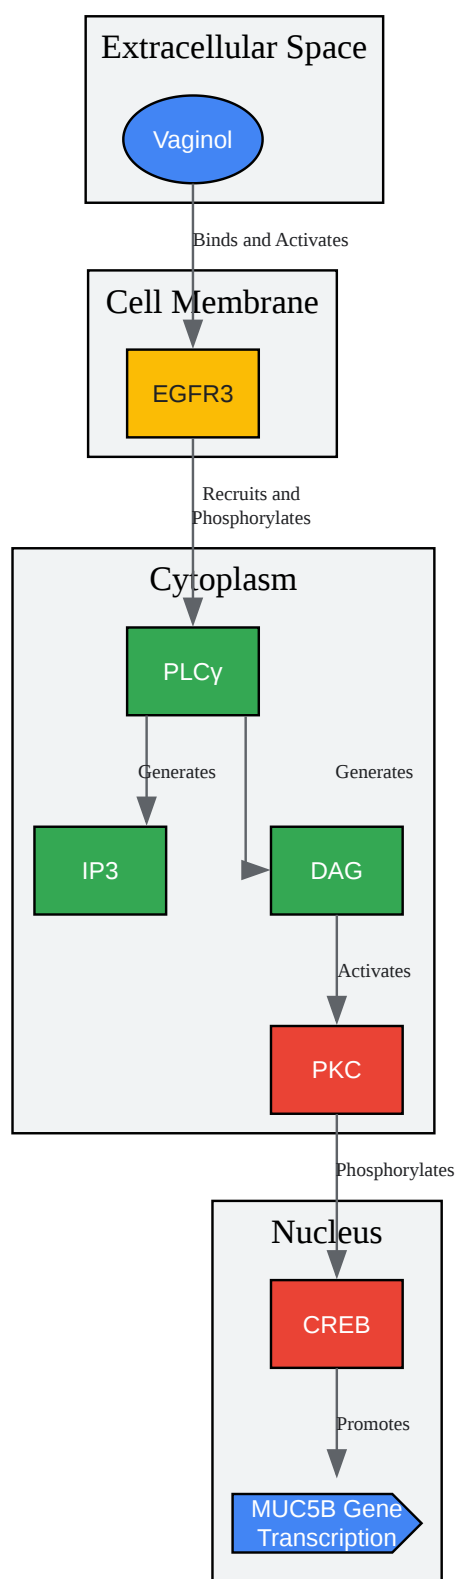 Extracellular Space
Vaginol
Binds and Activates
Cell Membrane
EGFR3
Recruits and
Phosphorylates
Cytoplasm
PLCγ
Generates
Generates
IP3
DAG
Activates
PKC
Phosphorylates
Nucleus
CREB
Promotes
MUC5B Gene
Transcription